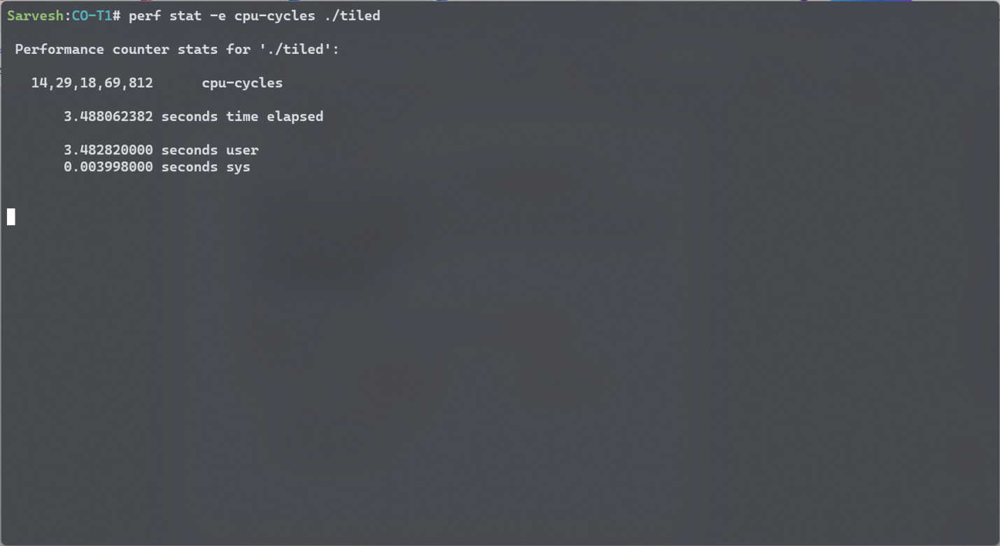 Sarvesh:CO-T1# perf stat -e cpu-cycles ./tiled
Performance counter stats for './tiled':
14,29,18,69,812 cpu-cycles
3.488062382 seconds time elapsed
3.482820000 seconds user
0.003998000 seconds sys